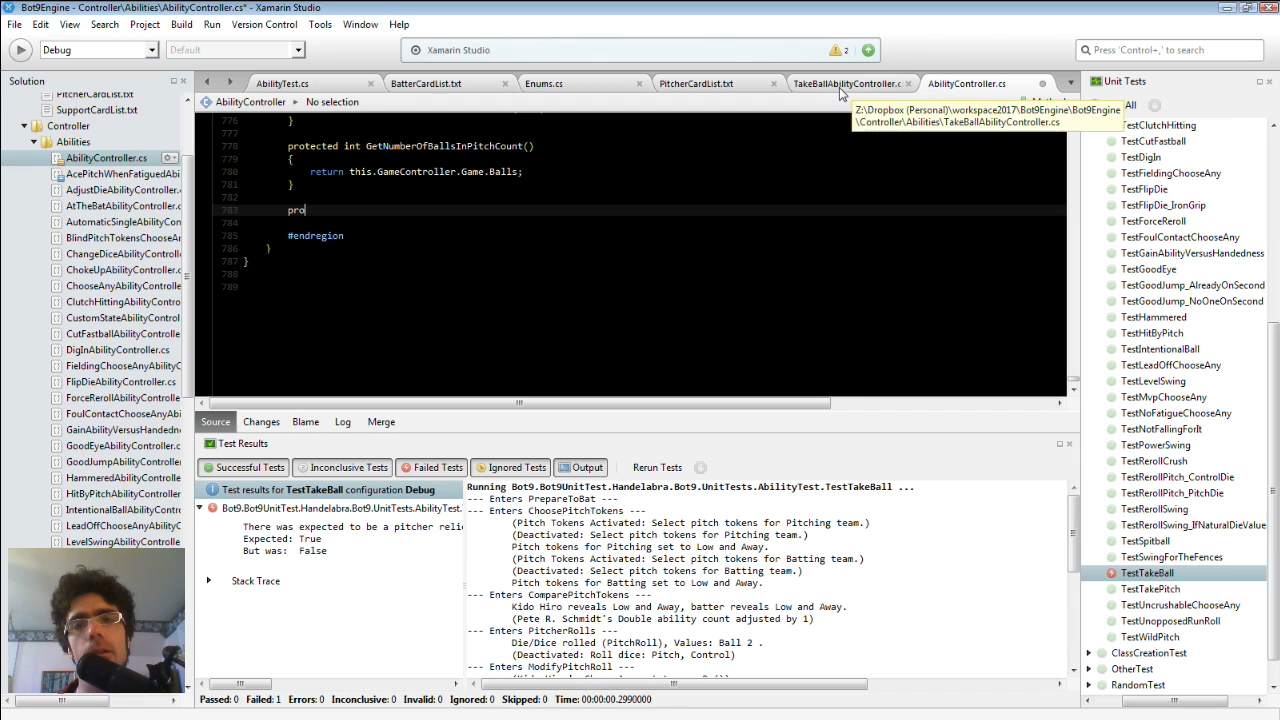 Bot9Engine - Controller\Abilities\AbilityController.cs* - Xamarin Studio
File Edit View Search Project Build Run Version Control Tools Window Help
Debug
Default
Xamarin Studio
2
Press 'Control+,' to search
Solution
PitcherCardList.txt
SupportCardList.txt
Controller
Abilities
AbilityController.cs
AcePitchWhenFatiguedAbi
AdjustDieAbilityController.c
AtTheBatAbilityController.c
AutomaticSingleAbilityCon
BlindPitchTokensChooseAr
ChangeDiceAbilityControll
ChokeUpAbilityController.c
ChooseAnyAbilityController
ClutchHittingAbilityContro
CustomStateAbilityControll
CutFastballAbilityControlle
DigInAbilityController.cs
FieldingChooseAnyAbilityC
FlipDieAbilityController.cs
ForceRerollAbilityControlle
FoulContactChooseAnyAbi
GainAbilityVersusHandedne
GoodEyeAbilityController.c
GoodJumpAbilityControlle
HammeredAbilityControlle
HitByPitchAbilityController
IntentionalBallAbilityContro
LeadOffChooseAnyAbilityC
LevelSwingAbilityController
AbilityTest.cs
BatterCardList.txt
Enums.cs
PitcherCardList.txt
TakeBallAbilityController.c
AbilityController.cs
AbilityController
No selection
Z:\Dropbox (Personal)\workspace2017\Bot9Engine\Bot9Engine
\Controller\Abilities\TakeBallAbilityController.cs
776 }
777
778 protected int GetNumberOfBallsInPitchCount()
779 {
780 return this.GameController.Game.Balls;
781 }
782
783 pro
784
785 #endregion
786 }
787 }
788
789
Source Changes Blame Log Merge
Test Results
Successful Tests Inconclusive Tests Failed Tests Ignored Tests Output Rerun Tests
Test results for TestTakeBall configuration Debug
Bot9.Bot9UnitTest.Handelabra.Bot9.UnitTests.AbilityTest.
There was expected to be a pitcher relie
Expected: True
But was: False
Stack Trace
Running Bot9.Bot9UnitTest.Handelabra.Bot9.UnitTests.AbilityTest.TestTakeBall ...
--- Enters PrepareToBat ---
--- Enters ChoosePitchTokens ---
(Pitch Tokens Activated: Select pitch tokens for Pitching team.)
(Deactivated: Select pitch tokens for Pitching team.)
Pitch tokens for Pitching set to Low and Away.
(Pitch Tokens Activated: Select pitch tokens for Batting team.)
(Deactivated: Select pitch tokens for Batting team.)
Pitch tokens for Batting set to Low and Away.
--- Enters ComparePitchTokens ---
Kido Hiro reveals Low and Away, batter reveals Low and Away.
(Pete R. Schmidt's Double ability count adjusted by 1)
--- Enters PitcherRolls ---
Die/Dice rolled (PitchRoll), Values: Ball 2 .
(Deactivated: Roll dice: Pitch, Control)
--- Enters ModifyPitchRoll ---
Passed: 0 Failed: 1 Errors: 0 Inconclusive: 0 Invalid: 0 Ignored: 0 Skipped: 0 Time: 00:00:00.2990000
Unit Tests
All
TestClutchHitting
TestCutFastball
TestDigIn
TestFieldingChooseAny
TestFlipDie
TestFlipDie_IronGrip
TestForceReroll
TestFoulContactChooseAny
TestGainAbilityVersusHandedness
TestGoodEye
TestGoodJump_AlreadyOnSecond
TestGoodJump_NoOneOnSecond
TestHammered
TestHitByPitch
TestIntentionalBall
TestLeadOffChooseAny
TestLevelSwing
TestMvpChooseAny
TestNoFatigueChooseAny
TestNotFallingForIt
TestPowerSwing
TestRerollCrush
TestRerollPitch_ControlDie
TestRerollPitch_PitchDie
TestRerollSwing
TestRerollSwing_IfNaturalDieValue
TestSpitball
TestSwingForTheFences
TestTakeBall
TestTakePitch
TestUncrushableChooseAny
TestUnopposedRunRoll
TestWildPitch
ClassCreationTest
OtherTest
RandomTest